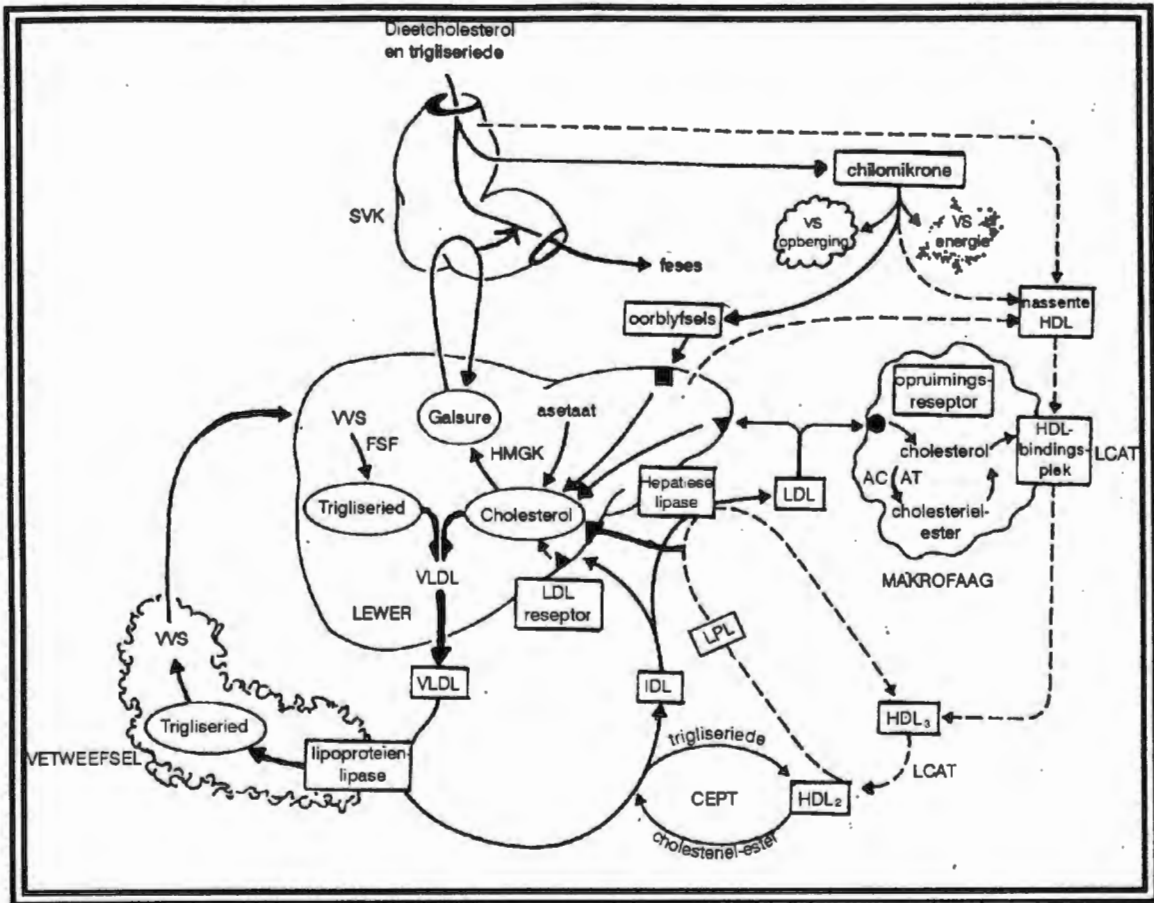 Dieetcholesterol
en trigliseriede
SVK
chilomikrone
VS
opberging
VS
energie
feses
oorblyfsels
nassente
HDL
opruimings-
reseptor
HDL-
bindings-
plek
LCAT
cholesterol
AC AT
cholesteriel-
ester
MAKROFAAG
Galsure
asetaat
VVS
FSF
HMGK
Trigliseried
Cholesterol
Hepatiese
lipase
LDL
VLDL
LEWER
LDL
reseptor
LPL
VVS
VLDL
IDL
Trigliseried
VETWEEFSEL
lipoproteïen-
lipase
trigliseriede
CEPT
cholesteriel-ester
HDL₃
LCAT
HDL₂